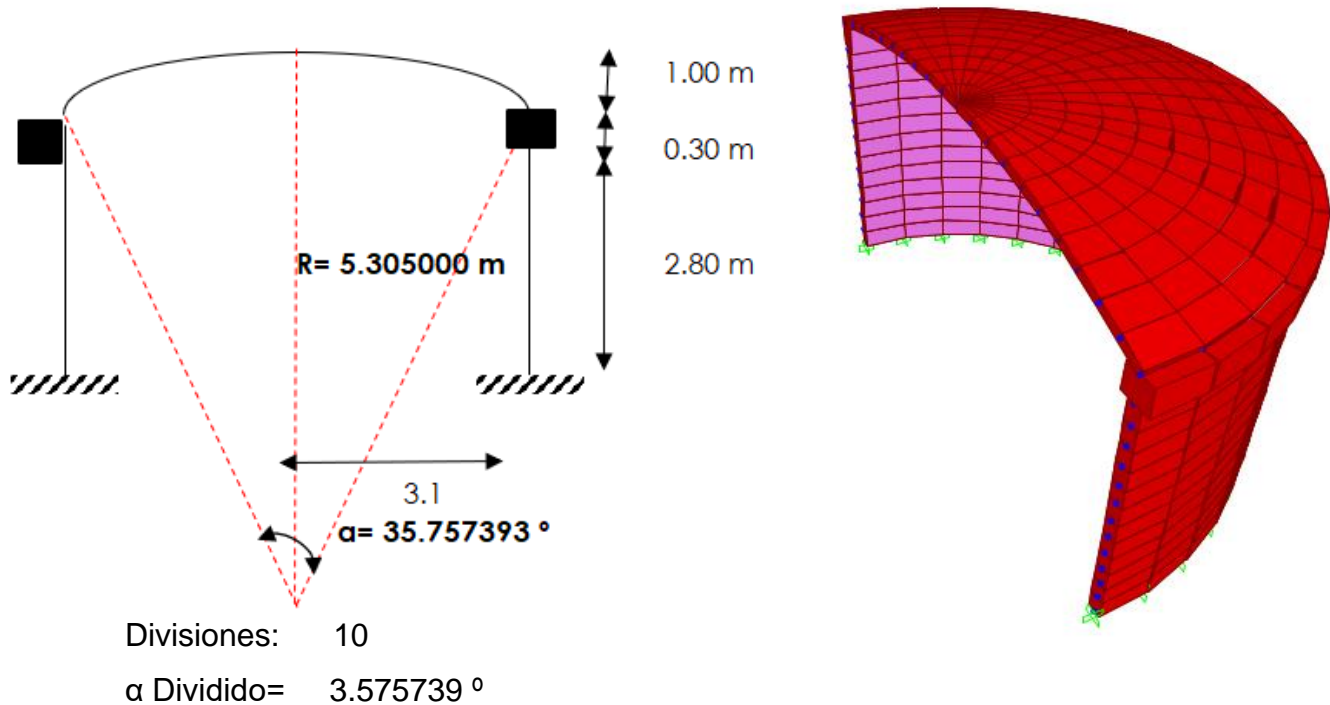 1.00 m
0.30 m
R= 5.305000 m
2.80 m
3.1
α= 35.757393 º
Divisiones: 10
α Dividido= 3.575739 º